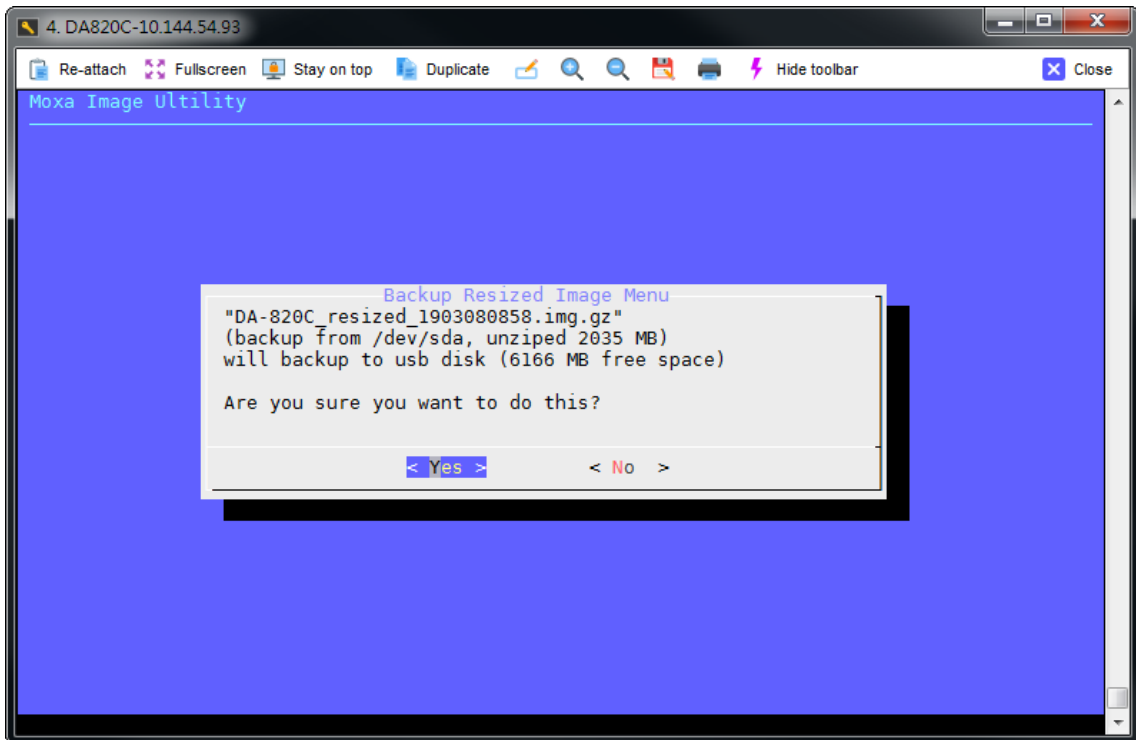 4. DA820C-10.144.54.93
Re-attach Fullscreen Stay on top Duplicate Hide toolbar Close
Moxa Image Ultility
Backup Resized Image Menu
"DA-820C_resized_1903080858.img.gz"
(backup from /dev/sda, unziped 2035 MB)
will backup to usb disk (6166 MB free space)
Are you sure you want to do this?
< Yes > < No >